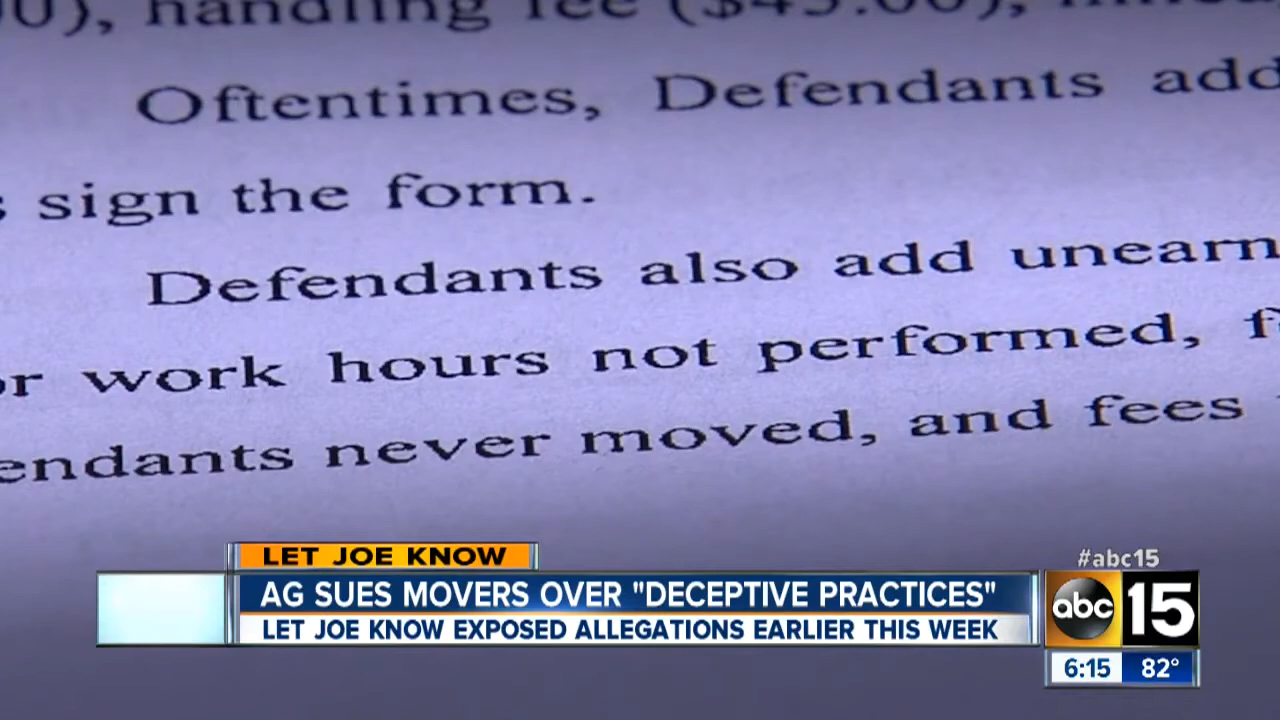 handling fee ($45.00),
Oftentimes, Defendants add
sign the form.
Defendants also add unearn
or work hours not performed, f
endants never moved, and fees
LET JOE KNOW
AG SUES MOVERS OVER "DECEPTIVE PRACTICES"
LET JOE KNOW EXPOSED ALLEGATIONS EARLIER THIS WEEK
#abc15
abc 15
6:15 82°